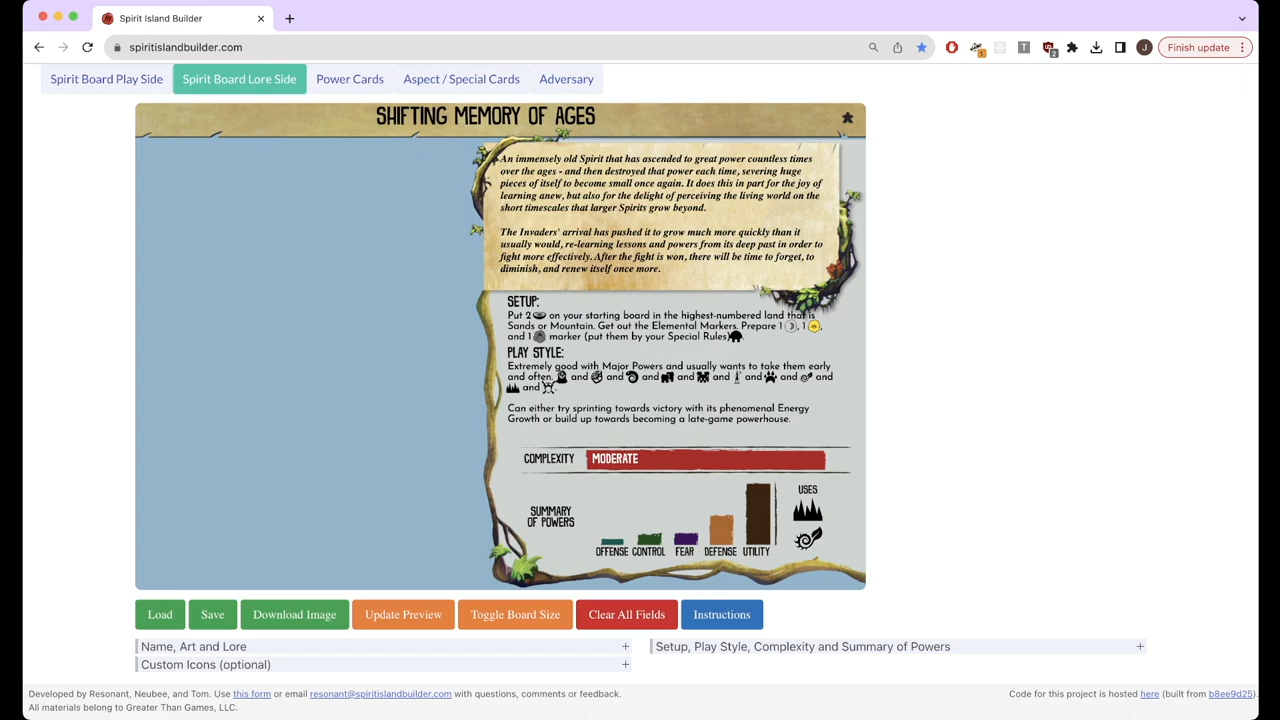 Spirit Island Builder
spiritislandbuilder.com
Finish update
Spirit Board Play Side
Spirit Board Lore Side
Power Cards
Aspect / Special Cards
Adversary
SHIFTING MEMORY OF AGES
An immensely old Spirit that has ascended to great power countless times
over the ages - and then destroyed that power each time, severing huge
pieces of itself to become small once again. It does this in part for the joy of
learning anew, but also for the delight of perceiving the living world on the
short timescales that larger Spirits grow beyond.
The Invaders' arrival has pushed it to grow much more quickly than it
usually would, re-learning lessons and powers from its deep past in order to
fight more effectively. After the fight is won, there will be time to forget, to
diminish, and renew itself once more.
SETUP:
Put 2 on your starting board in the highest-numbered land that is
Sands or Mountain. Get out the Elemental Markers. Prepare 1 , 1 ,
and 1 marker (put them by your Special Rules) .
PLAY STYLE:
Extremely good with Major Powers and usually wants to take them early
and often. and and and and and and and and
and .
Can either try sprinting towards victory with its phenomenal Energy
Growth or build up towards becoming a late-game powerhouse.
COMPLEXITY MODERATE
SUMMARY
OF POWERS
OFFENSE CONTROL FEAR DEFENSE UTILITY
USES
Load
Save
Download Image
Update Preview
Toggle Board Size
Clear All Fields
Instructions
Name, Art and Lore +
Setup, Play Style, Complexity and Summary of Powers +
Custom Icons (optional) +
Developed by Resonant, Neubee, and Tom. Use this form or email resonant@spiritislandbuilder.com with questions, comments or feedback.
All materials belong to Greater Than Games, LLC.
Code for this project is hosted here (built from b8ee9d25).